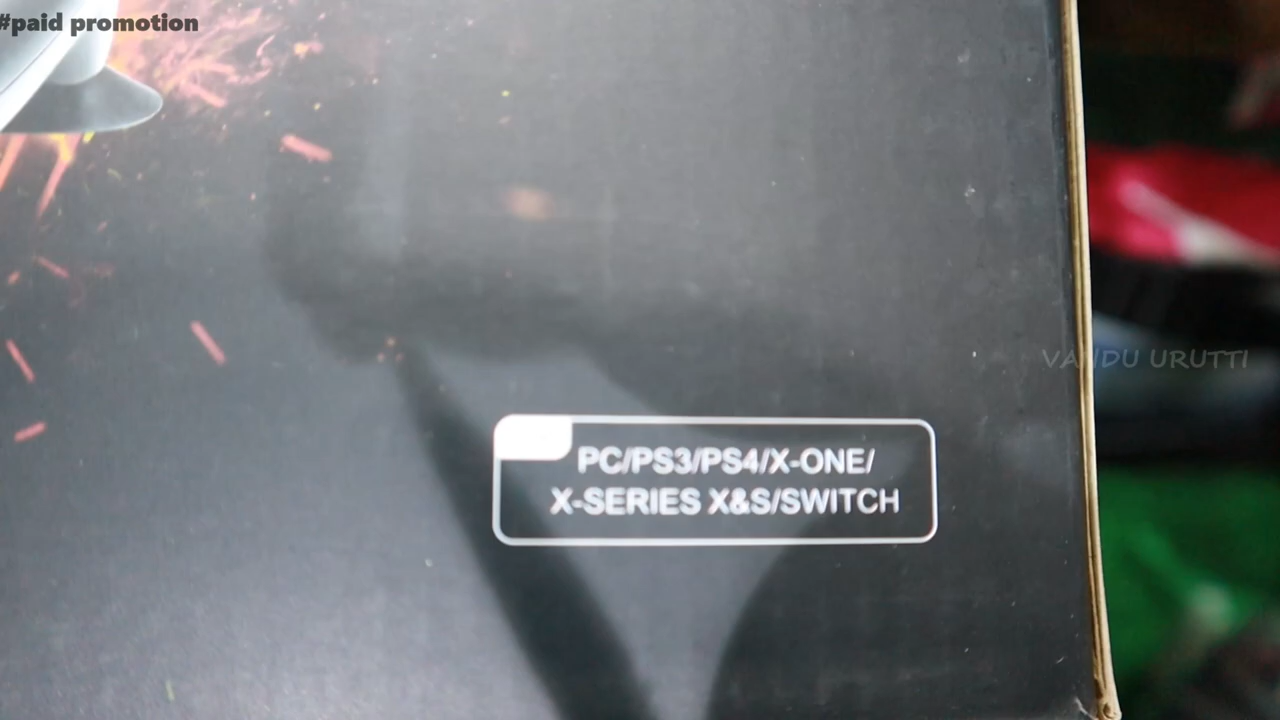 #paid promotion
VANDU URUTTI
PC/PS3/PS4/X-ONE/
X-SERIES X&S/SWITCH